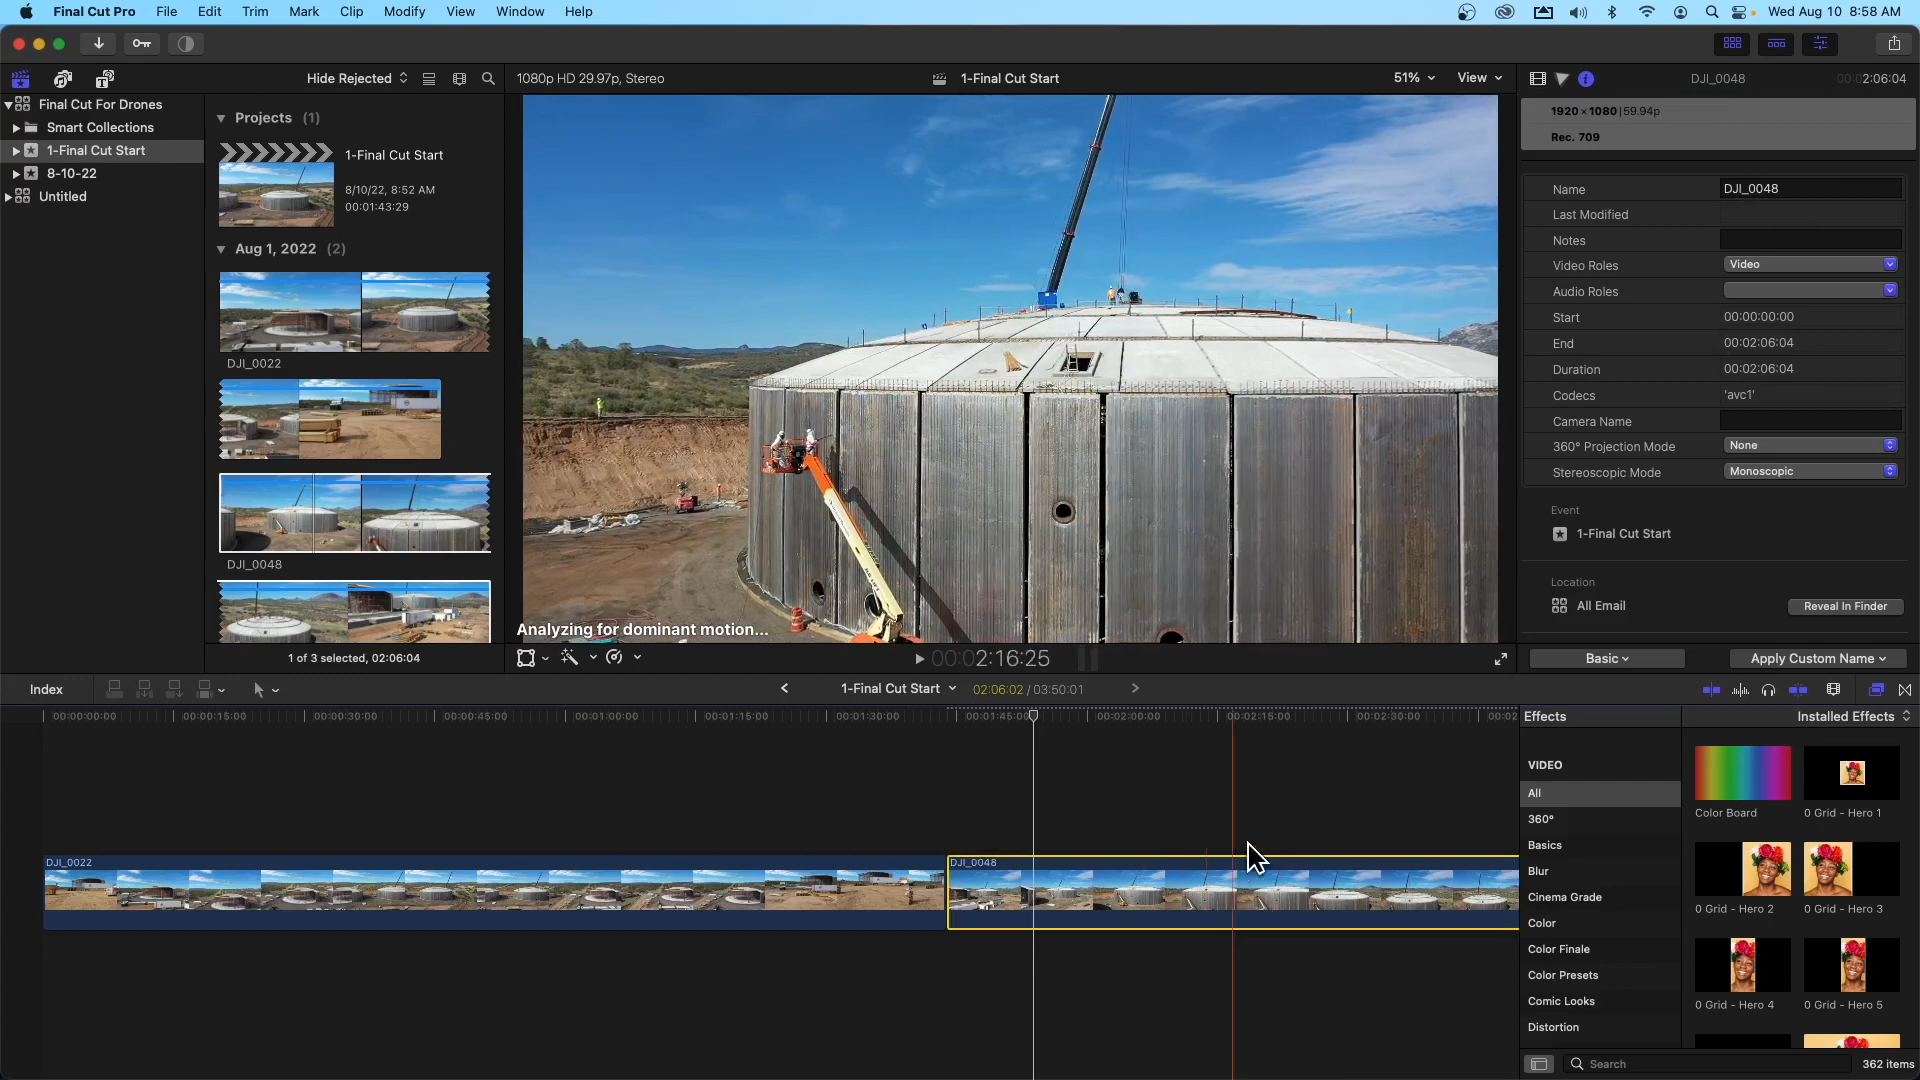 Final Cut Pro File Edit Trim Mark Clip Modify View Window Help Wed Aug 10 8:58 AM
Hide Rejected 1080p HD 29.97p, Stereo 1-Final Cut Start 51% View DJI_0048 00:02:06:04
Final Cut For Drones
Smart Collections
1-Final Cut Start
8-10-22
Untitled
Projects (1)
1-Final Cut Start
8/10/22, 8:52 AM
00:01:43:29
Aug 1, 2022 (2)
DJI_0022
DJI_0048
1 of 3 selected, 02:06:04
Analyzing for dominant motion...
00:02:16:25
1920 × 1080 | 59.94p
Rec. 709
Name DJI_0048
Last Modified
Notes
Video Roles Video
Audio Roles
Start 00:00:00:00
End 00:02:06:04
Duration 00:02:06:04
Codecs 'avc1'
Camera Name
360° Projection Mode None
Stereoscopic Mode Monoscopic
Event
1-Final Cut Start
Location
All Email Reveal In Finder
Basic Apply Custom Name
Index 1-Final Cut Start 02:06:02 / 03:50:01
00:00:00:00 00:00:15:00 00:00:30:00 00:00:45:00 00:01:00:00 00:01:15:00 00:01:30:00 00:01:45:00 00:02:00:00 00:02:15:00 00:02:30:00 00:02
DJI_0022 DJI_0048
Effects Installed Effects
VIDEO
All
360°
Basics
Blur
Cinema Grade
Color
Color Finale
Color Presets
Comic Looks
Distortion
Color Board 0 Grid - Hero 1
0 Grid - Hero 2 0 Grid - Hero 3
0 Grid - Hero 4 0 Grid - Hero 5
Search 362 items